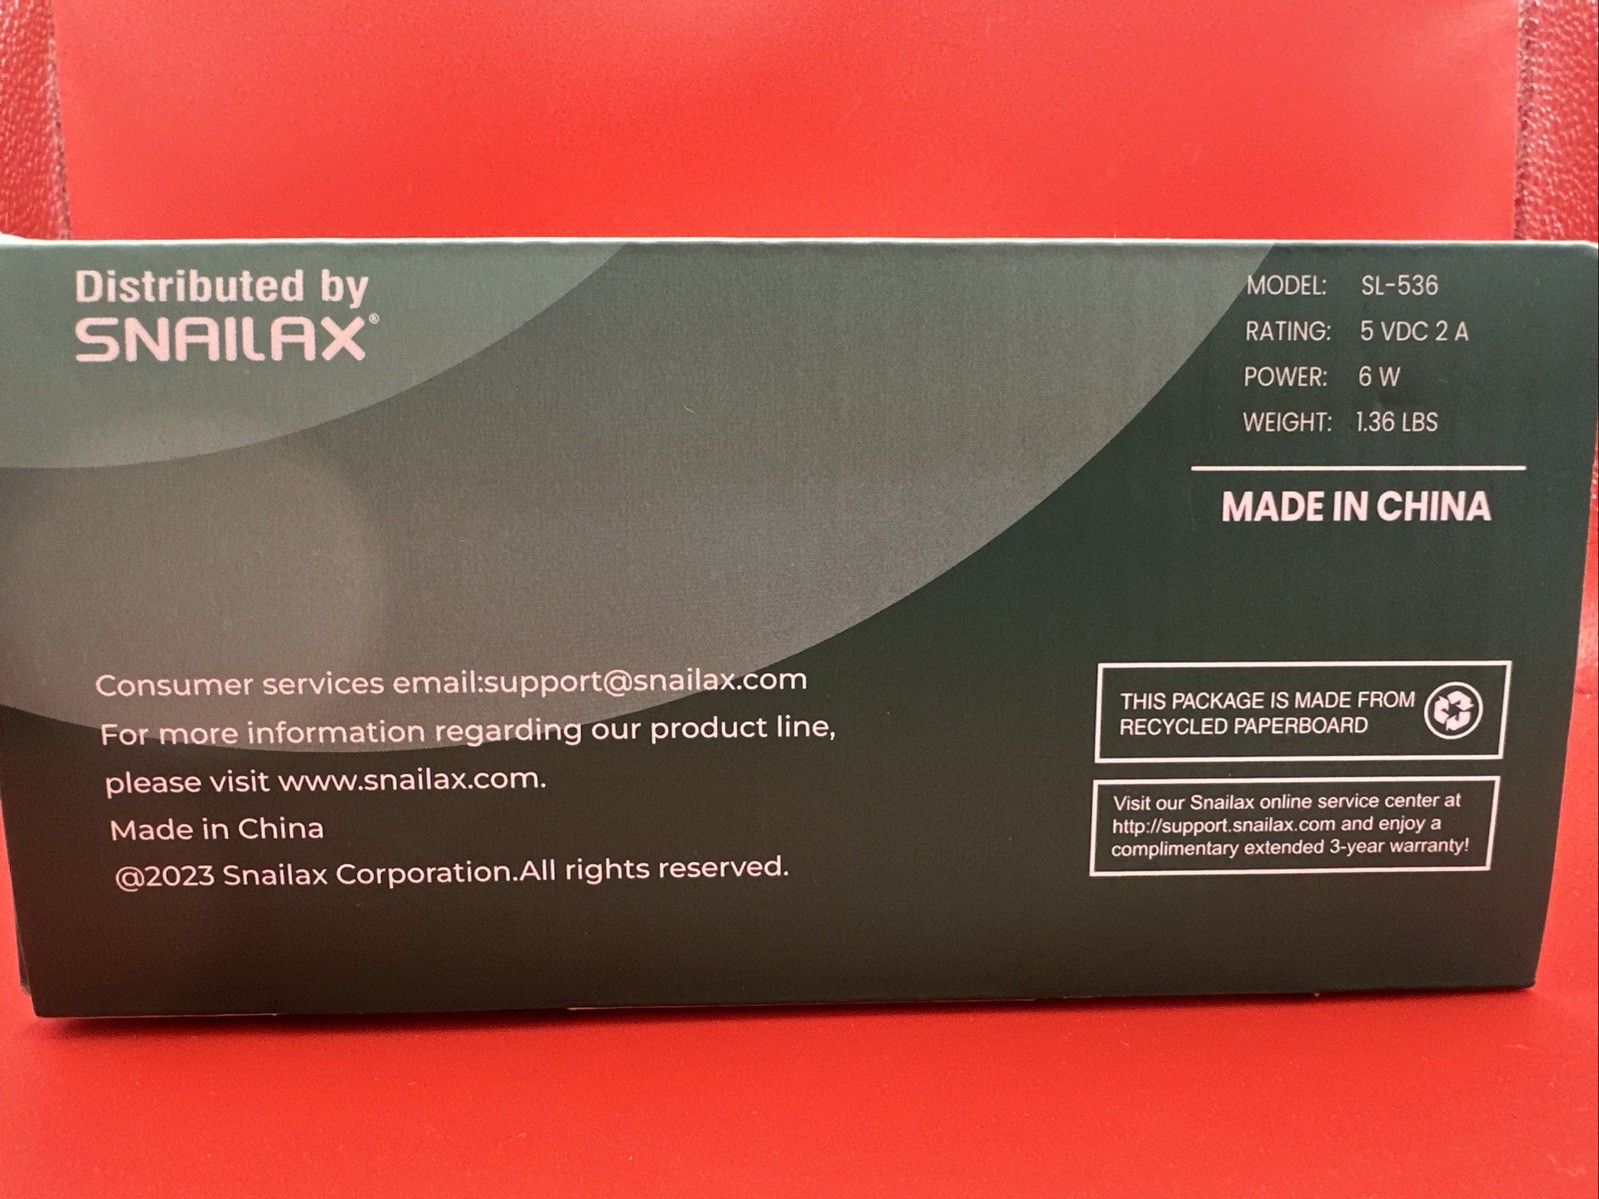 Distributed by
SNAILAX®
MODEL: SL-536
RATING: 5 VDC 2 A
POWER: 6 W
WEIGHT: 1.36 LBS
MADE IN CHINA
Consumer services email:support@snailax.com
For more information regarding our product line,
please visit www.snailax.com.
Made in China
@2023 Snailax Corporation.All rights reserved.
THIS PACKAGE IS MADE FROM
RECYCLED PAPERBOARD
Visit our Snailax online service center at
http://support.snailax.com and enjoy a
complimentary extended 3-year warranty!